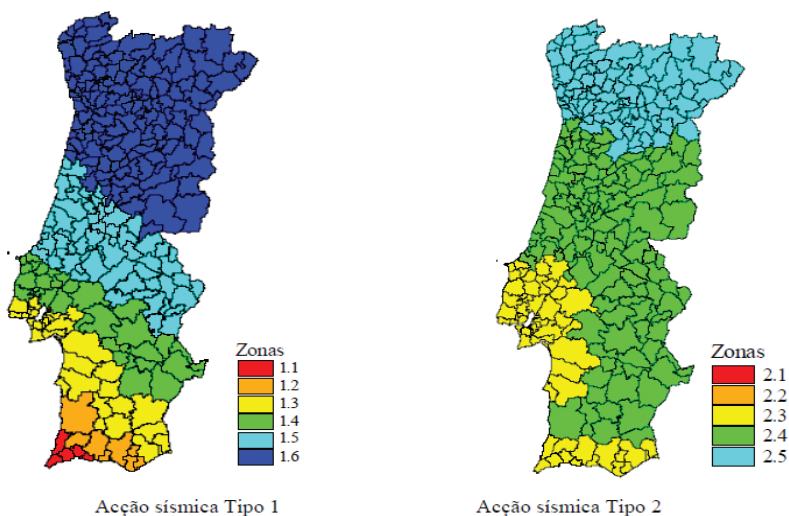 Zonas
1.1
1.2
1.3
1.4
1.5
1.6
Acção sísmica Tipo 1
Zonas
2.1
2.2
2.3
2.4
2.5
Acção sísmica Tipo 2